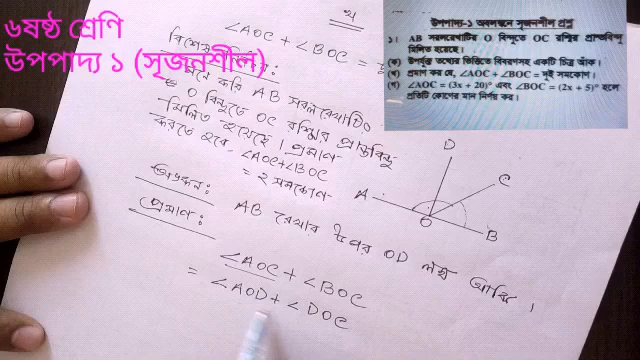 ৬ষষ্ঠ শ্রেণি
উপপাদ্য ১ (সৃজনশীল)
উপপাদ্য-১ অবলম্বনে সৃজনশীল প্রশ্ন
১। AB সরলরেখাটির O বিন্দুতে OC রশ্মির প্রান্তবিন্দু
মিলিত হয়েছে।
(ক) উপর্যুক্ত তথ্যের ভিত্তিতে বিবরণসহ একটি চিত্র আঁক।
(খ) প্রমাণ কর যে, ∠AOC + ∠BOC = দুই সমকোণ।
(গ) ∠AOC = (3x + 20)° এবং ∠BOC = (2x + 5)° হলে
প্রতিটি কোণের মান নির্ণয় কর।
খ
∠AOC + ∠BOC =
বিশেষ
মনে করি AB সরলরেখাটির
O বিন্দুতে OC রশ্মির প্রান্তবিন্দু
মিলিত হয়েছে। প্রমাণ
করতে হবে, ∠AOC+∠BOC
= ২ সমকোণ
অঙ্কন: AB রেখার উপর OD লম্ব আঁকি।
প্রমাণ:
∠AOC + ∠BOC
= ∠AOD + ∠DOC
D
C
A
O
B